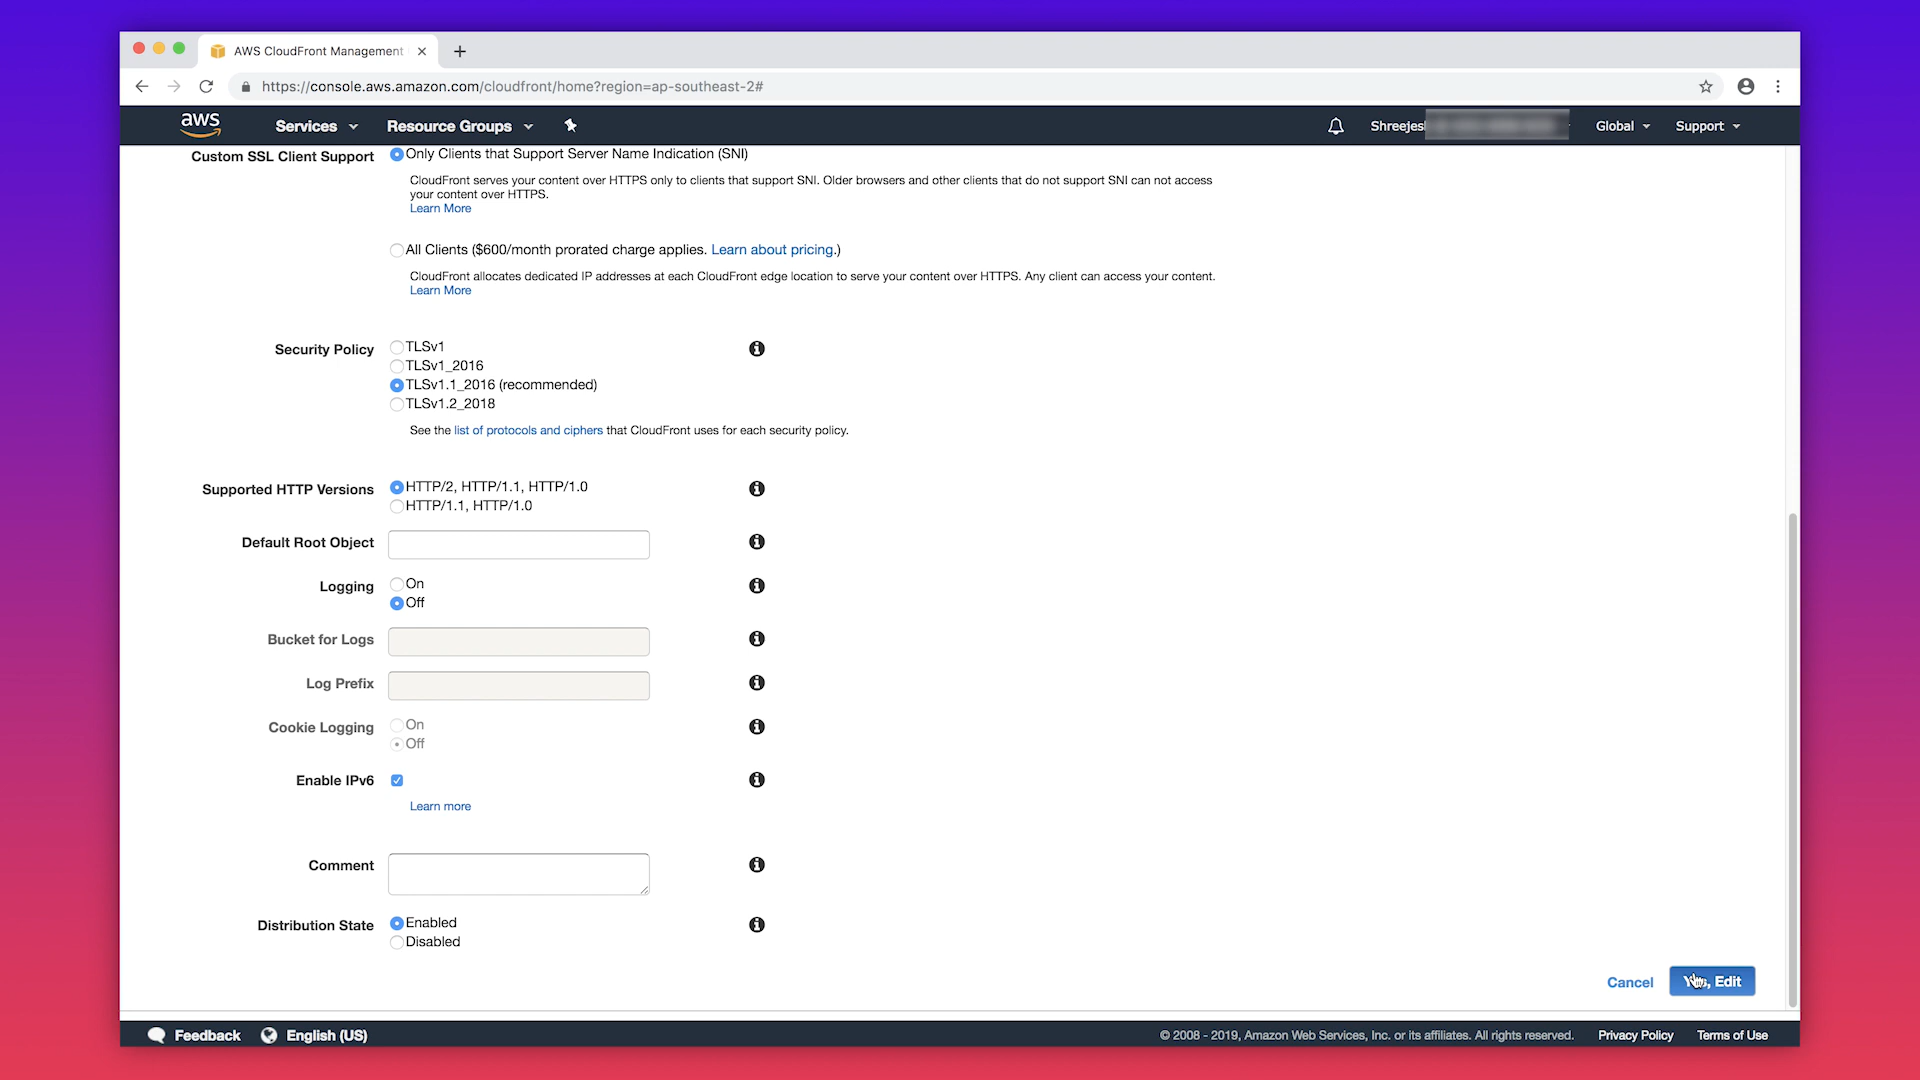 AWS CloudFront Management
https://console.aws.amazon.com/cloudfront/home?region=ap-southeast-2#
aws Services Resource Groups Global Support
Custom SSL Client Support Only Clients that Support Server Name Indication (SNI)
CloudFront serves your content over HTTPS only to clients that support SNI. Older browsers and other clients that do not support SNI can not access
your content over HTTPS.
Learn More
All Clients ($600/month prorated charge applies. Learn about pricing.)
CloudFront allocates dedicated IP addresses at each CloudFront edge location to serve your content over HTTPS. Any client can access your content.
Learn More
Security Policy TLSv1
TLSv1_2016
TLSv1.1_2016 (recommended)
TLSv1.2_2018
See the list of protocols and ciphers that CloudFront uses for each security policy.
Supported HTTP Versions HTTP/2, HTTP/1.1, HTTP/1.0
HTTP/1.1, HTTP/1.0
Default Root Object
Logging On
Off
Bucket for Logs
Log Prefix
Cookie Logging On
Off
Enable IPv6
Learn more
Comment
Distribution State Enabled
Disabled
Cancel Yes, Edit
Feedback English (US) © 2008 - 2019, Amazon Web Services, Inc. or its affiliates. All rights reserved. Privacy Policy Terms of Use